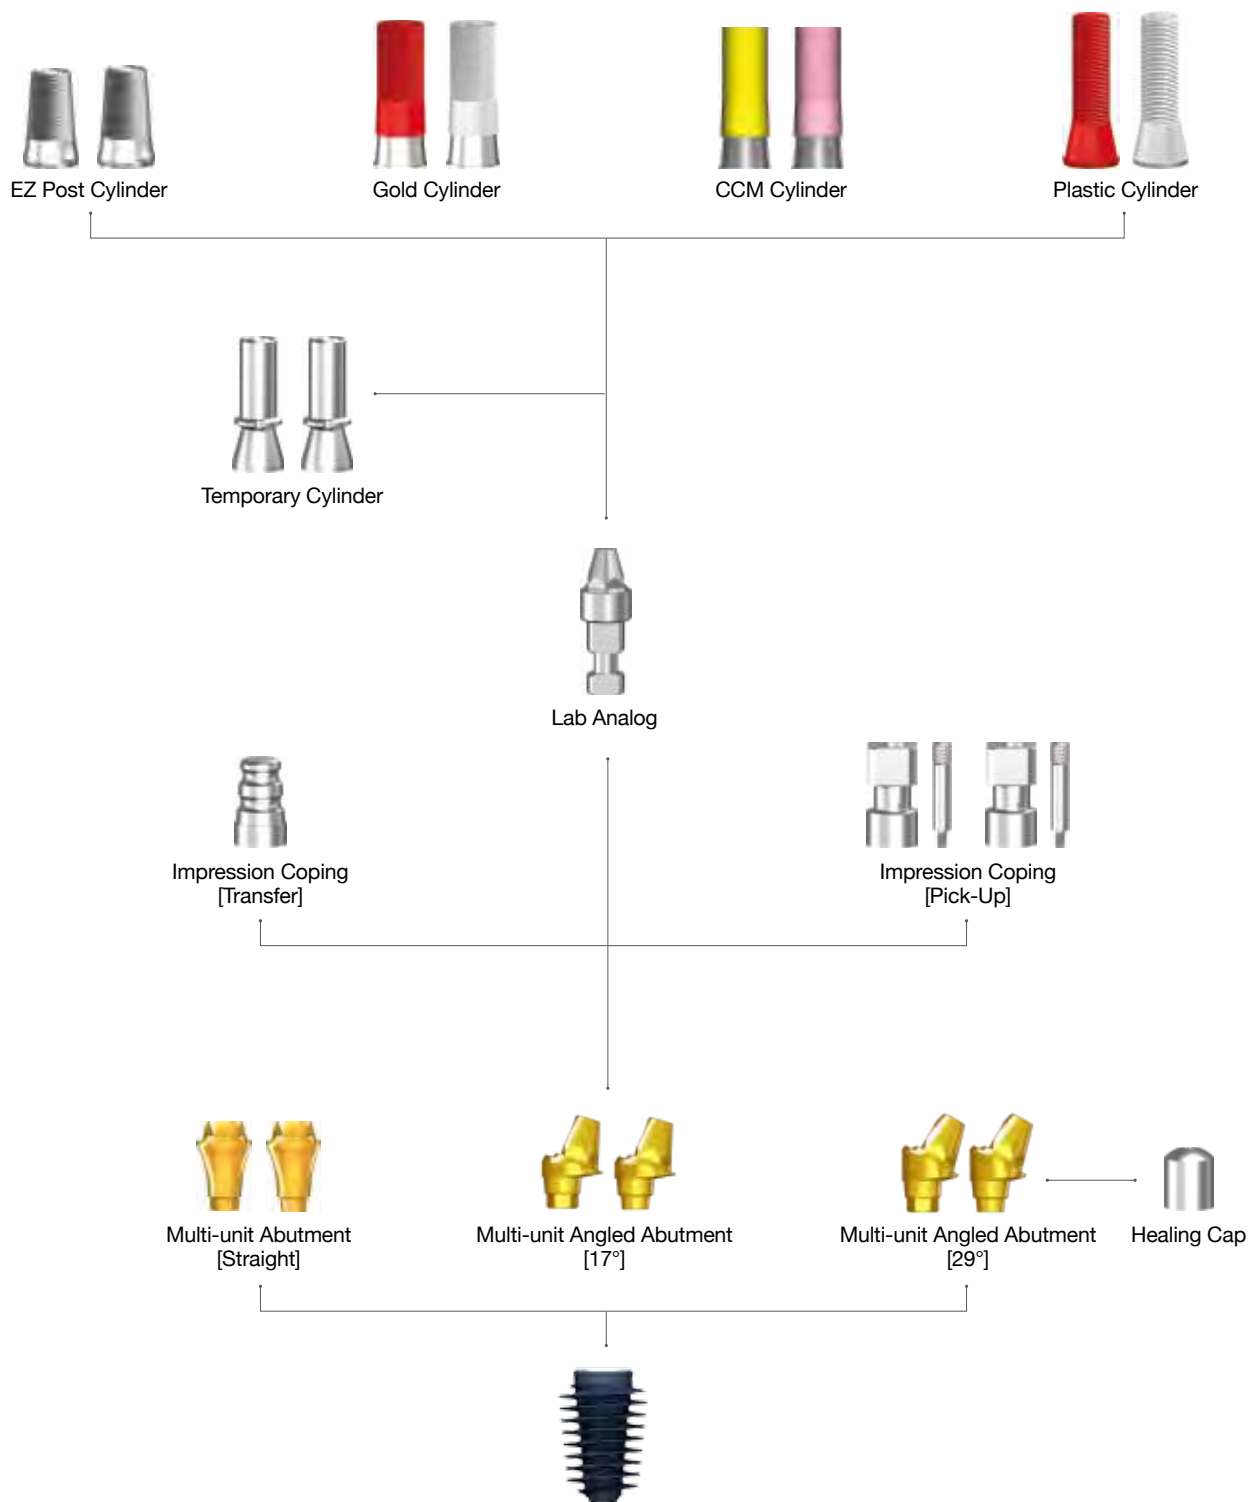 EZ Post Cylinder
Gold Cylinder
CCM Cylinder
Plastic Cylinder
Temporary Cylinder
Lab Analog
Impression Coping
[Transfer]
Impression Coping
[Pick-Up]
Multi-unit Abutment
[Straight]
Multi-unit Angled Abutment
[17°]
Multi-unit Angled Abutment
[29°]
Healing Cap